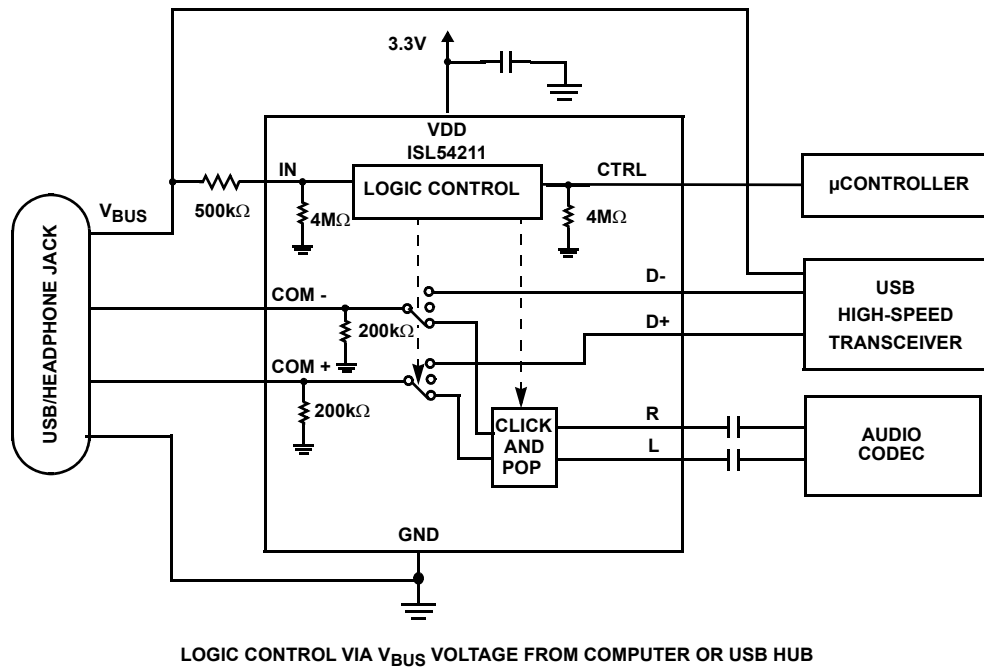 3.3V
VDD
ISL54211
IN
LOGIC CONTROL
CTRL
µCONTROLLER
VBUS
500kΩ
4MΩ
4MΩ
USB/HEADPHONE JACK
COM -
200kΩ
D-
USB
HIGH-SPEED
TRANSCEIVER
D+
COM +
200kΩ
CLICK
AND
POP
R
L
AUDIO
CODEC
GND
LOGIC CONTROL VIA VBUS VOLTAGE FROM COMPUTER OR USB HUB